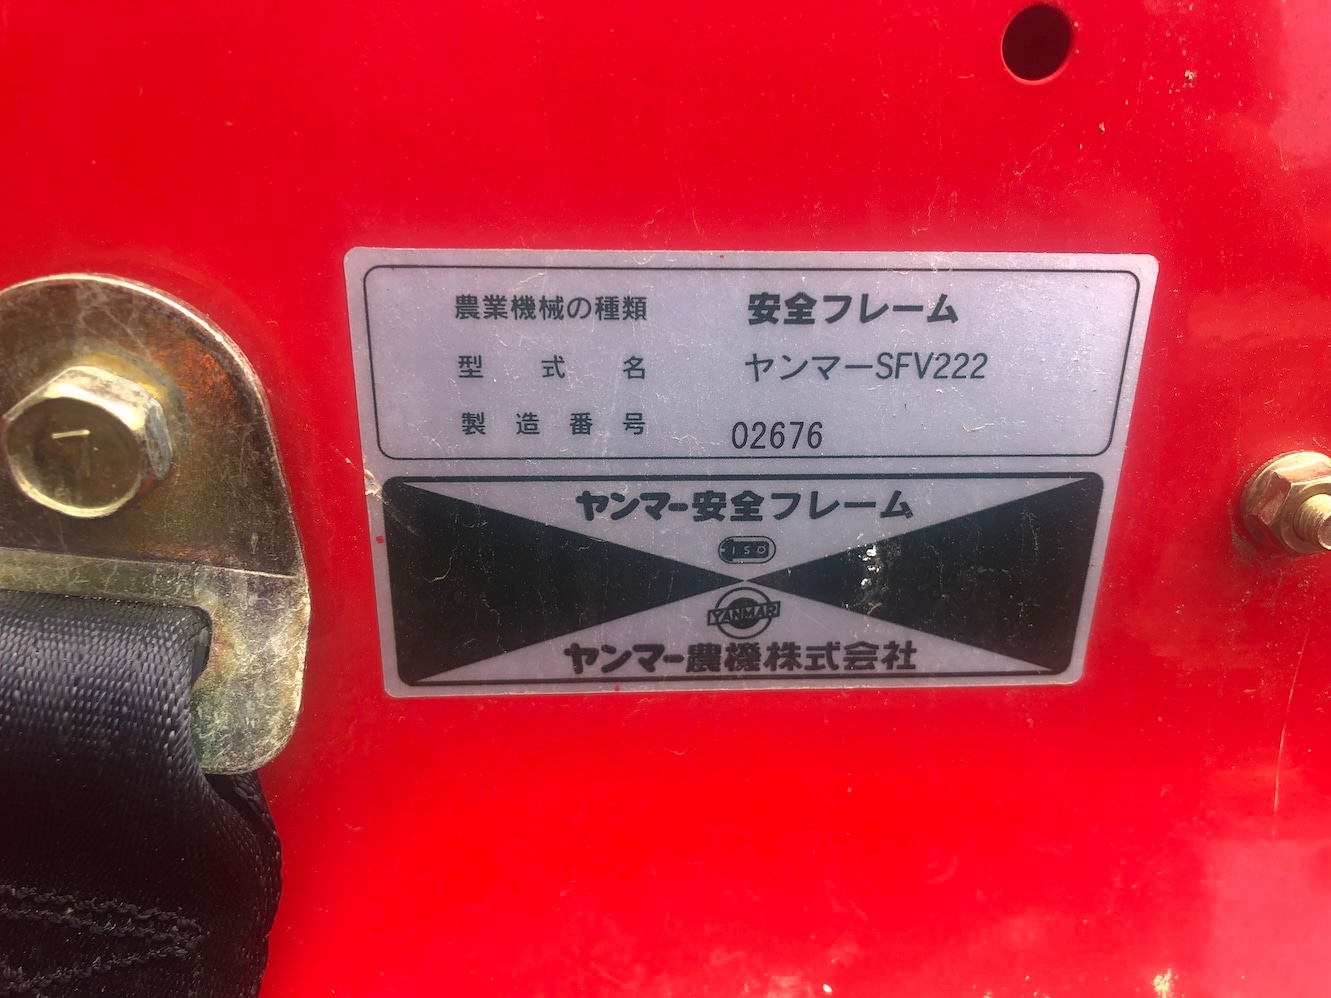 農業機械の種類 安全フレーム
型式名 ヤンマーSFV222
製造番号 02676
ヤンマー安全フレーム
ISO
YANMAR
ヤンマー農機株式会社
7